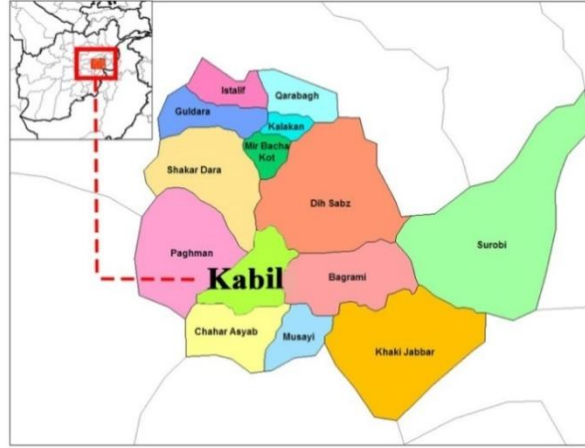 Istalif
Qarabagh
Guldara
Kalakan
Mir Bacha
Kot
Shakar Dara
Dih Sabz
Surobi
Paghman
Kabil
Bagrami
Chahar Asyab
Musayi
Khaki Jabbar